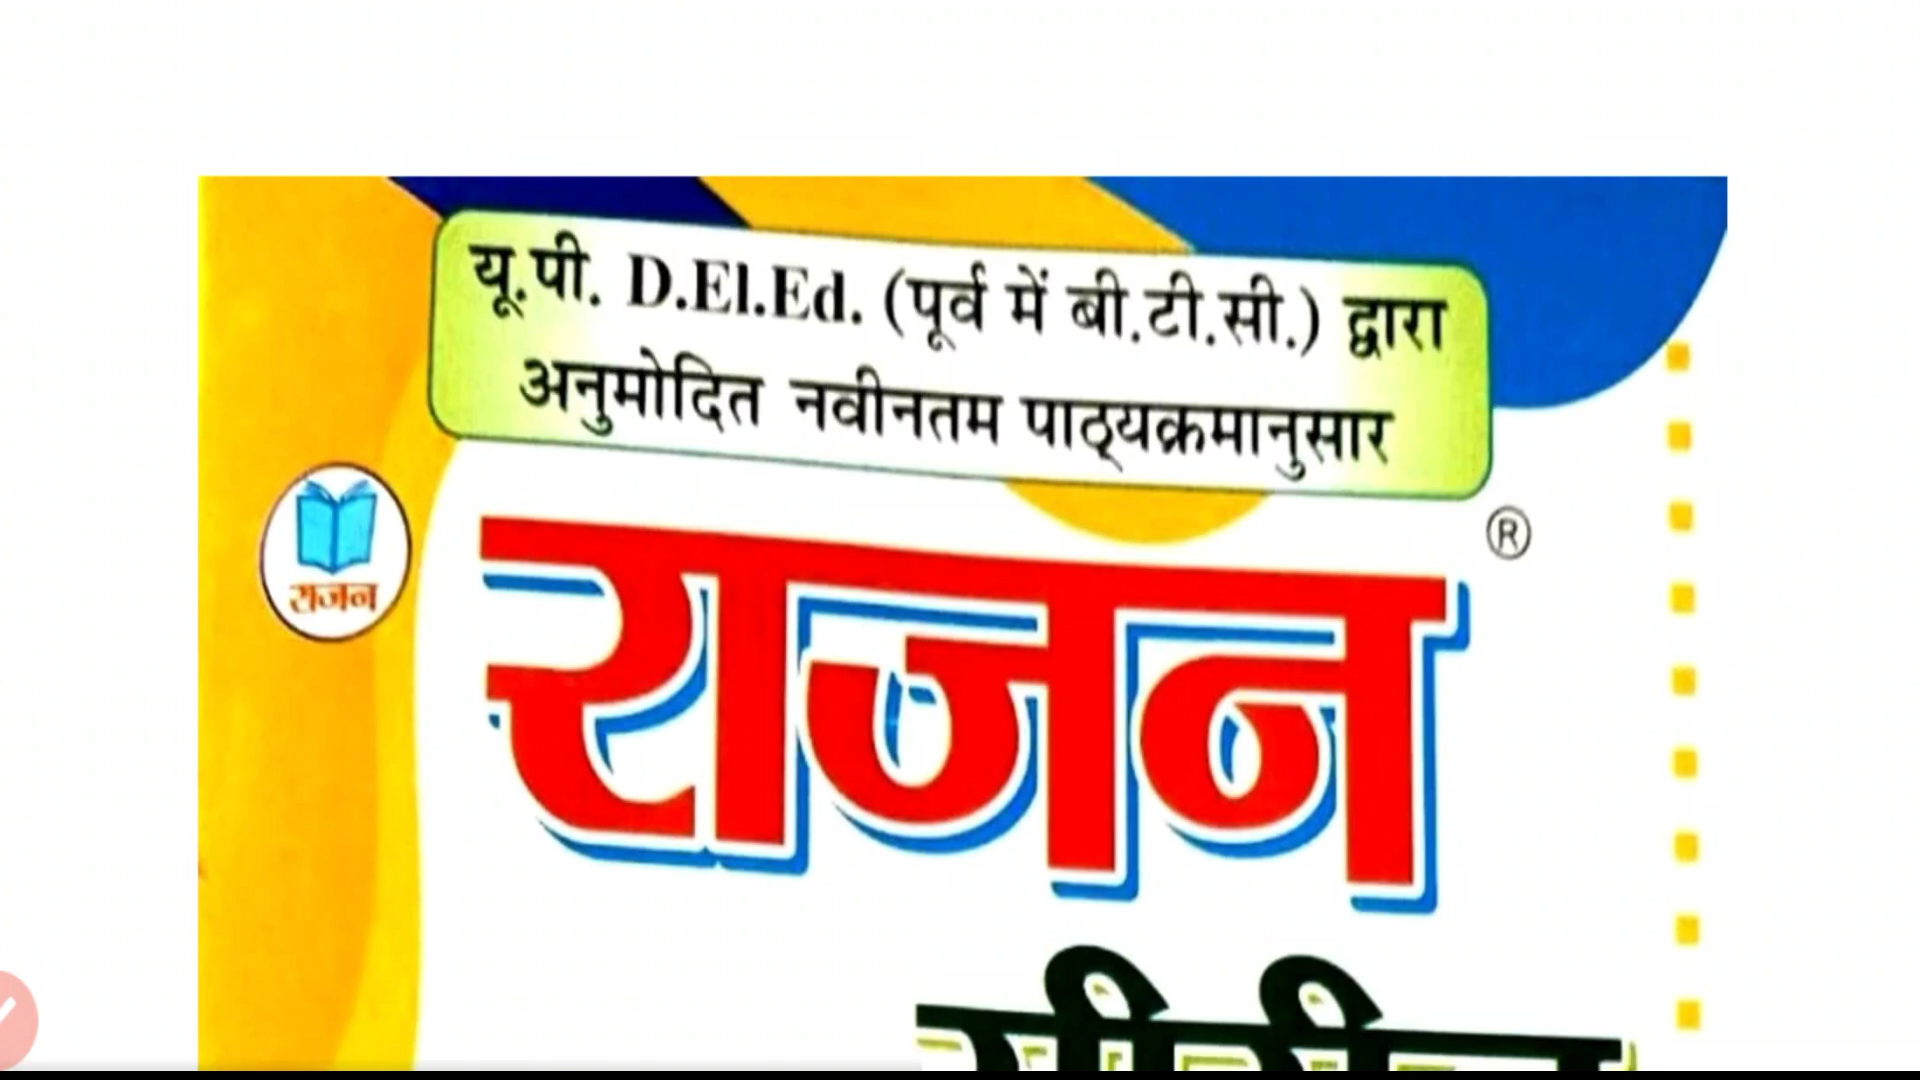 यू.पी. D.El.Ed. (पूर्व में बी.टी.सी.) द्वारा
अनुमोदित नवीनतम पाठ्यक्रमानुसार
राजन
®
राजन